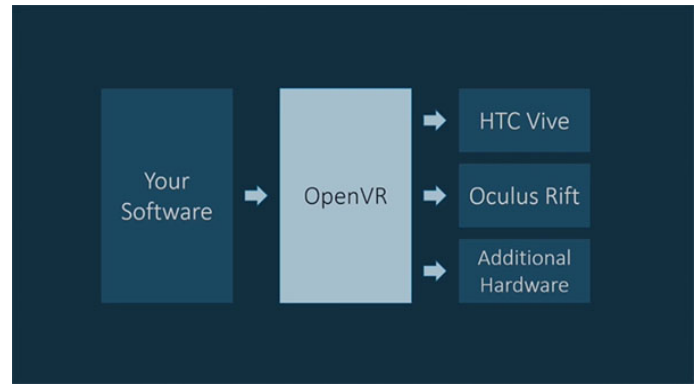 Your
Software
OpenVR
HTC Vive
Oculus Rift
Additional
Hardware